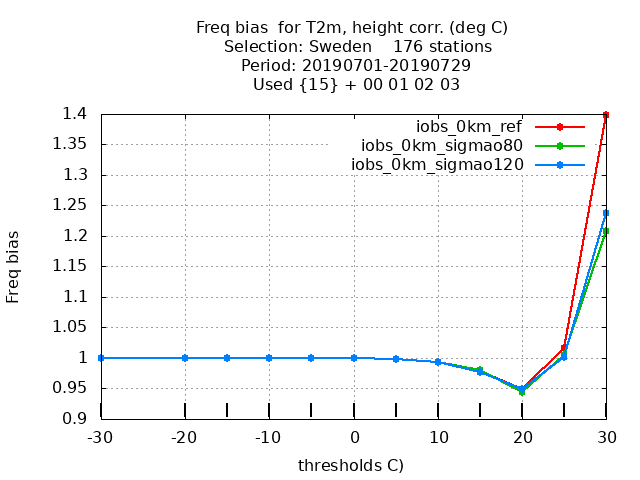 Freq bias  for T2m, height corr. (deg C)
Selection: Sweden    176 stations
Period: 20190701-20190729
Used {15} + 00 01 02 03
iobs_0km_ref
iobs_0km_sigmao80
iobs_0km_sigmao120
Freq bias
1.4
1.35
1.3
1.25
1.2
1.15
1.1
1.05
1
0.95
0.9
-30 -20 -10 0 10 20 30
thresholds C)